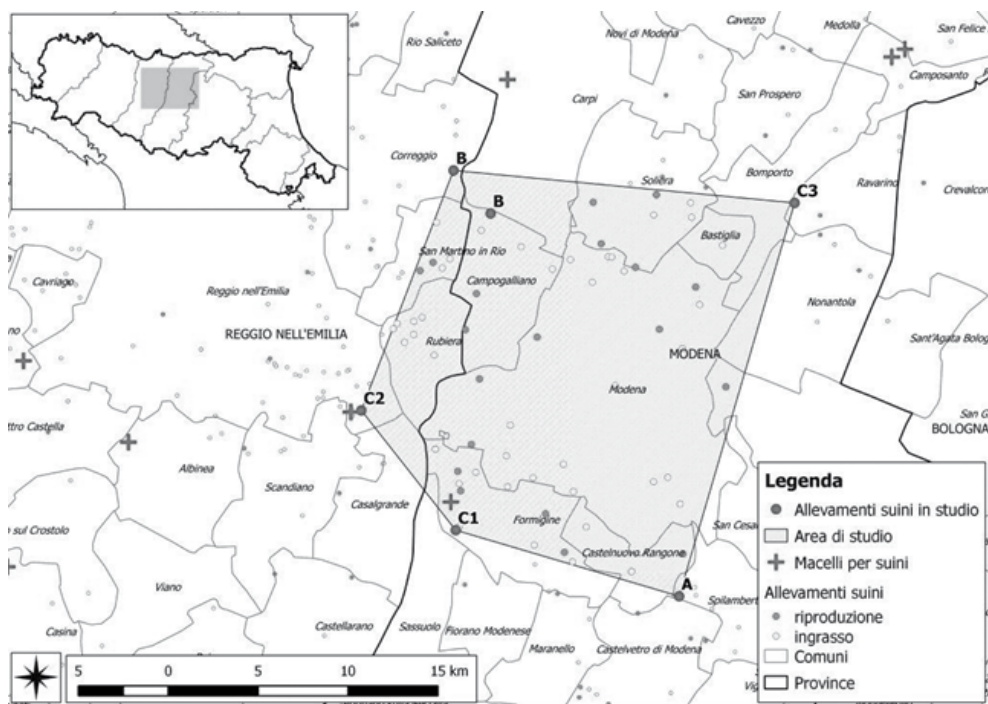 Rio Saliceto
Novi di Modena
Cavezzo
Medolla
San Felice
Camposanto
Carpi
San Prospero
Correggio
B
Soliera
Bomporto
Ravarino
Crevalcore
C3
B
Bastiglia
San Martino in Rio
Campogalliano
Cavriago
Reggio nell'Emilia
Nonantola
REGGIO NELL'EMILIA
Rubiera
MODENA
Sant'Agata Bolog
Modena
C2
San G
BOLOGNA
ttro Castella
Albinea
Scandiano
Casalgrande
C1
Formigine
San Cesa
Castelnuovo Rangone
A
Spilambert
sul Crostolo
Viano
Castellarano
Sassuolo
Fiorano Modenese
Maranello
Castelvetro di Modena
Casina
Legenda
Allevamenti suini in studio
Area di studio
Macelli per suini
Allevamenti suini
riproduzione
ingrasso
Comuni
Province
5 0 5 10 15 km